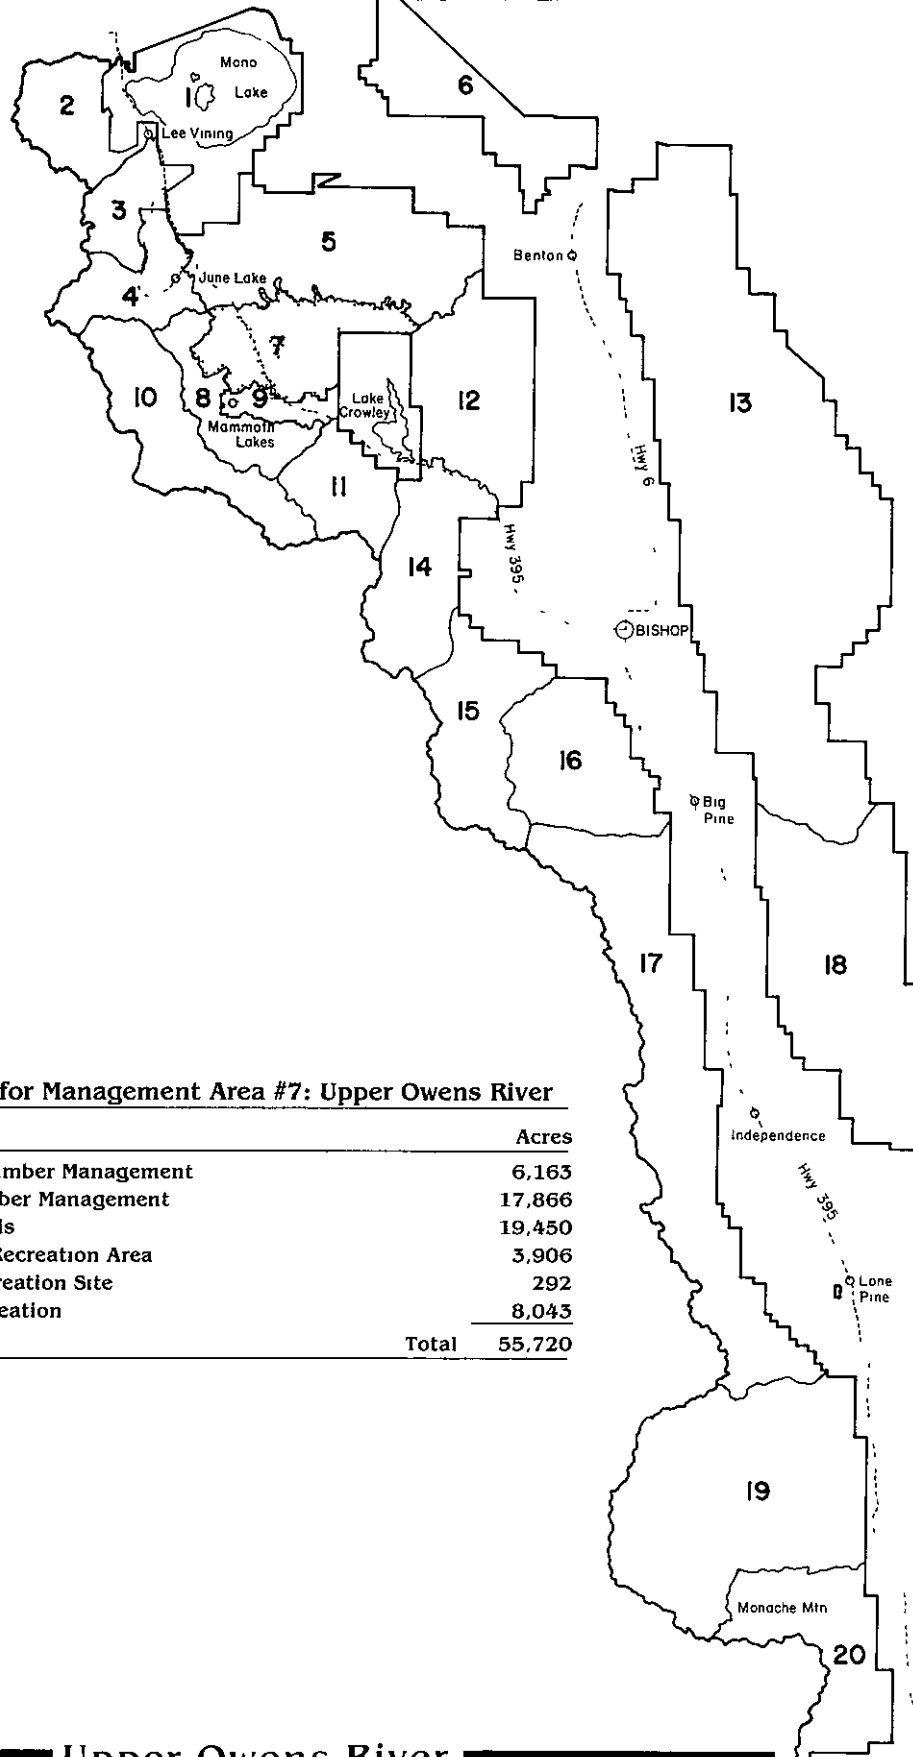 Mono
6
1
Lake
2
Lee Vining
3
5
Benton
June Lake
4
7
10
8
9
Lake
Crowley
12
13
Mammoth
Lakes
Hwy 6
11
Hwy 395
14
BISHOP
15
16
Big
Pine
17
18
for Management Area #7: Upper Owens River
Acres
Independence
mber Management 6,163
ber Management 17,866
ls 19,450
Hwy 395
Recreation Area 3,906
reation Site 292
Lone
Pine
eation 8,043
Total 55,720
19
Monache Mtn
20
Upper Owens River